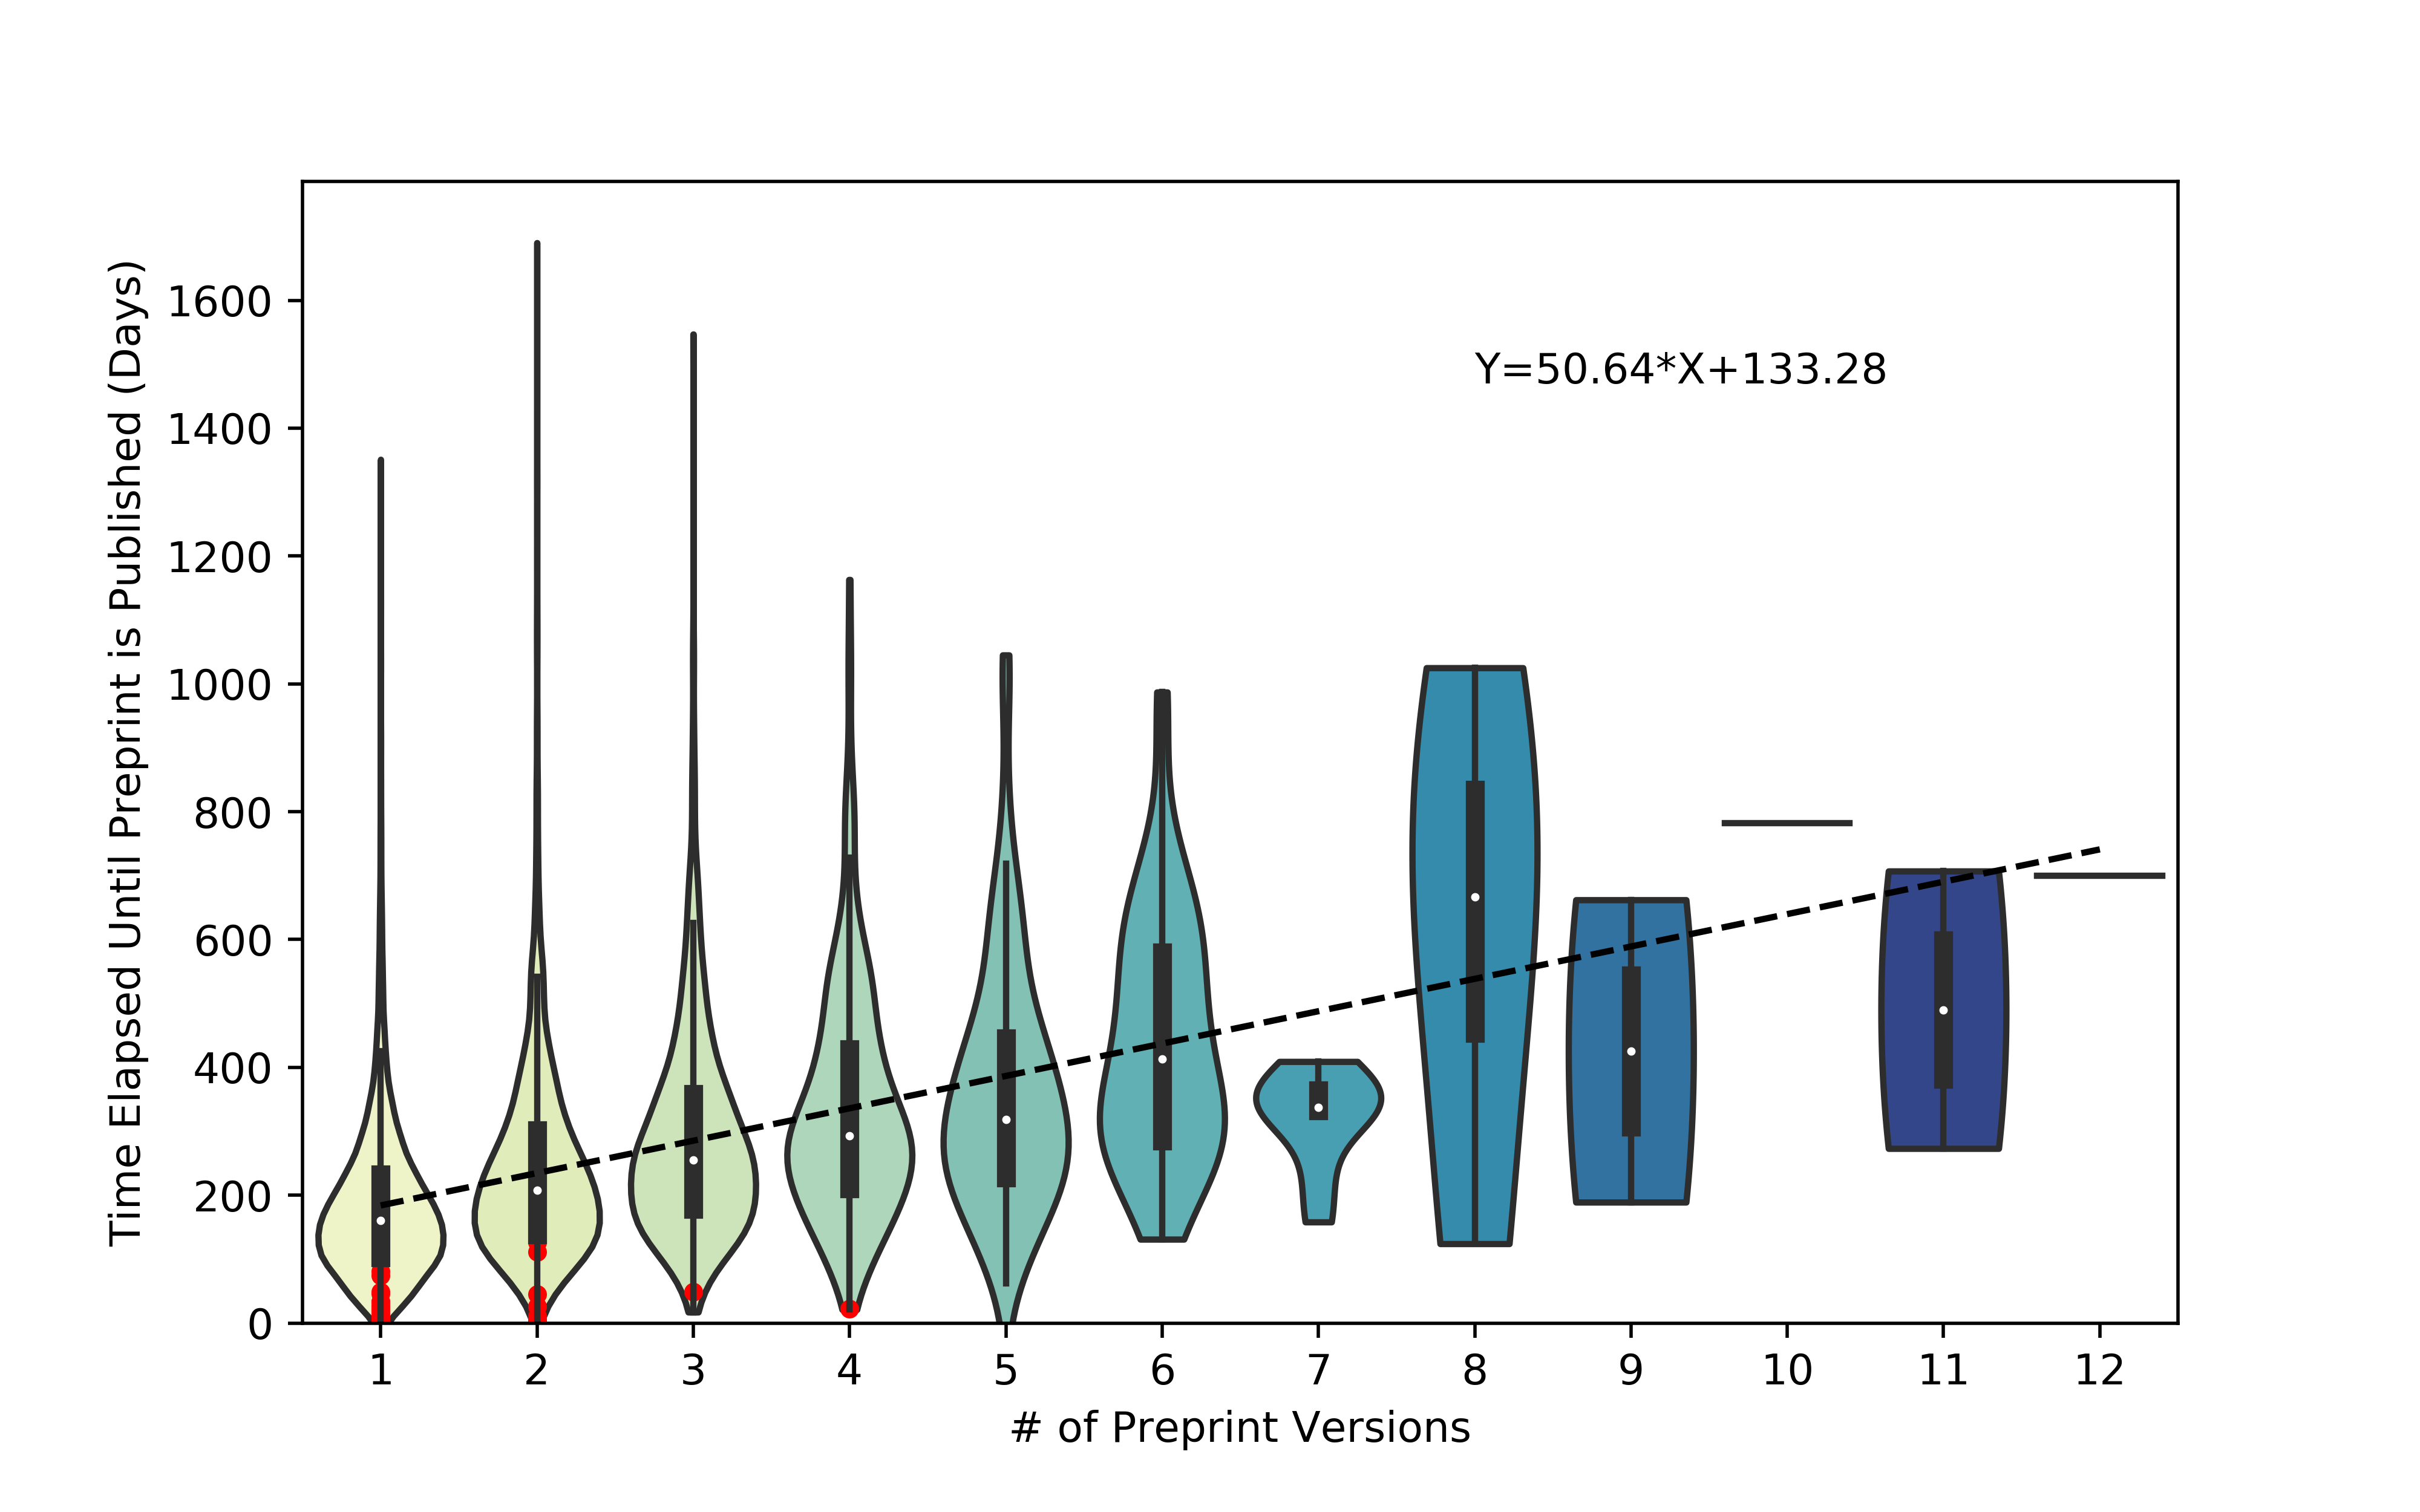 Time Elapsed Until Preprint is Published (Days)
1600
1400
1200
1000
800
600
400
200
0
Y=50.64*X+133.28
1 2 3 4 5 6 7 8 9 10 11 12
# of Preprint Versions